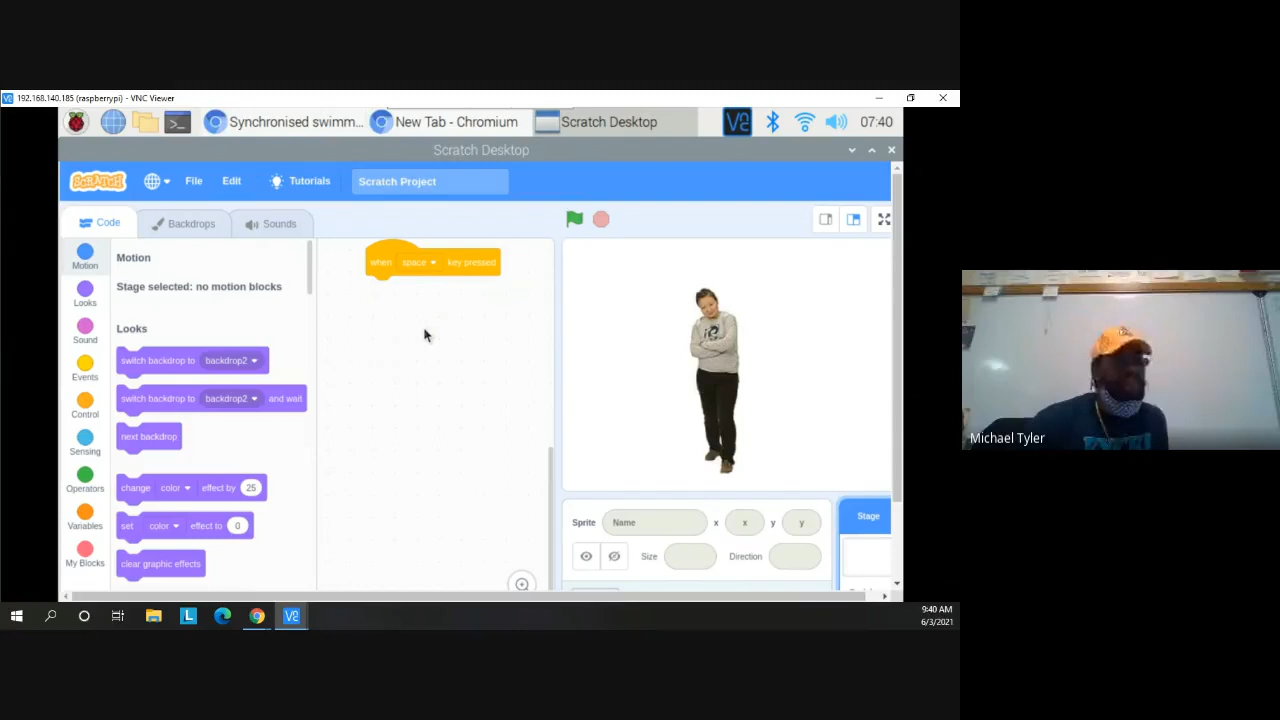 192.168.140.185 (raspberrypi) - VNC Viewer
Synchronised swimm...
New Tab - Chromium
Scratch Desktop
07:40
Scratch Desktop
SCRATCH
File
Edit
Tutorials
Scratch Project
Code
Backdrops
Sounds
Motion
Looks
Sound
Events
Control
Sensing
Operators
Variables
My Blocks
Motion
Stage selected: no motion blocks
Looks
switch backdrop to backdrop2
switch backdrop to backdrop2 and wait
next backdrop
change color effect by 25
set color effect to 0
clear graphic effects
when space key pressed
Sprite Name x x y y
Size Direction
Stage
Michael Tyler
9:40 AM
6/3/2021